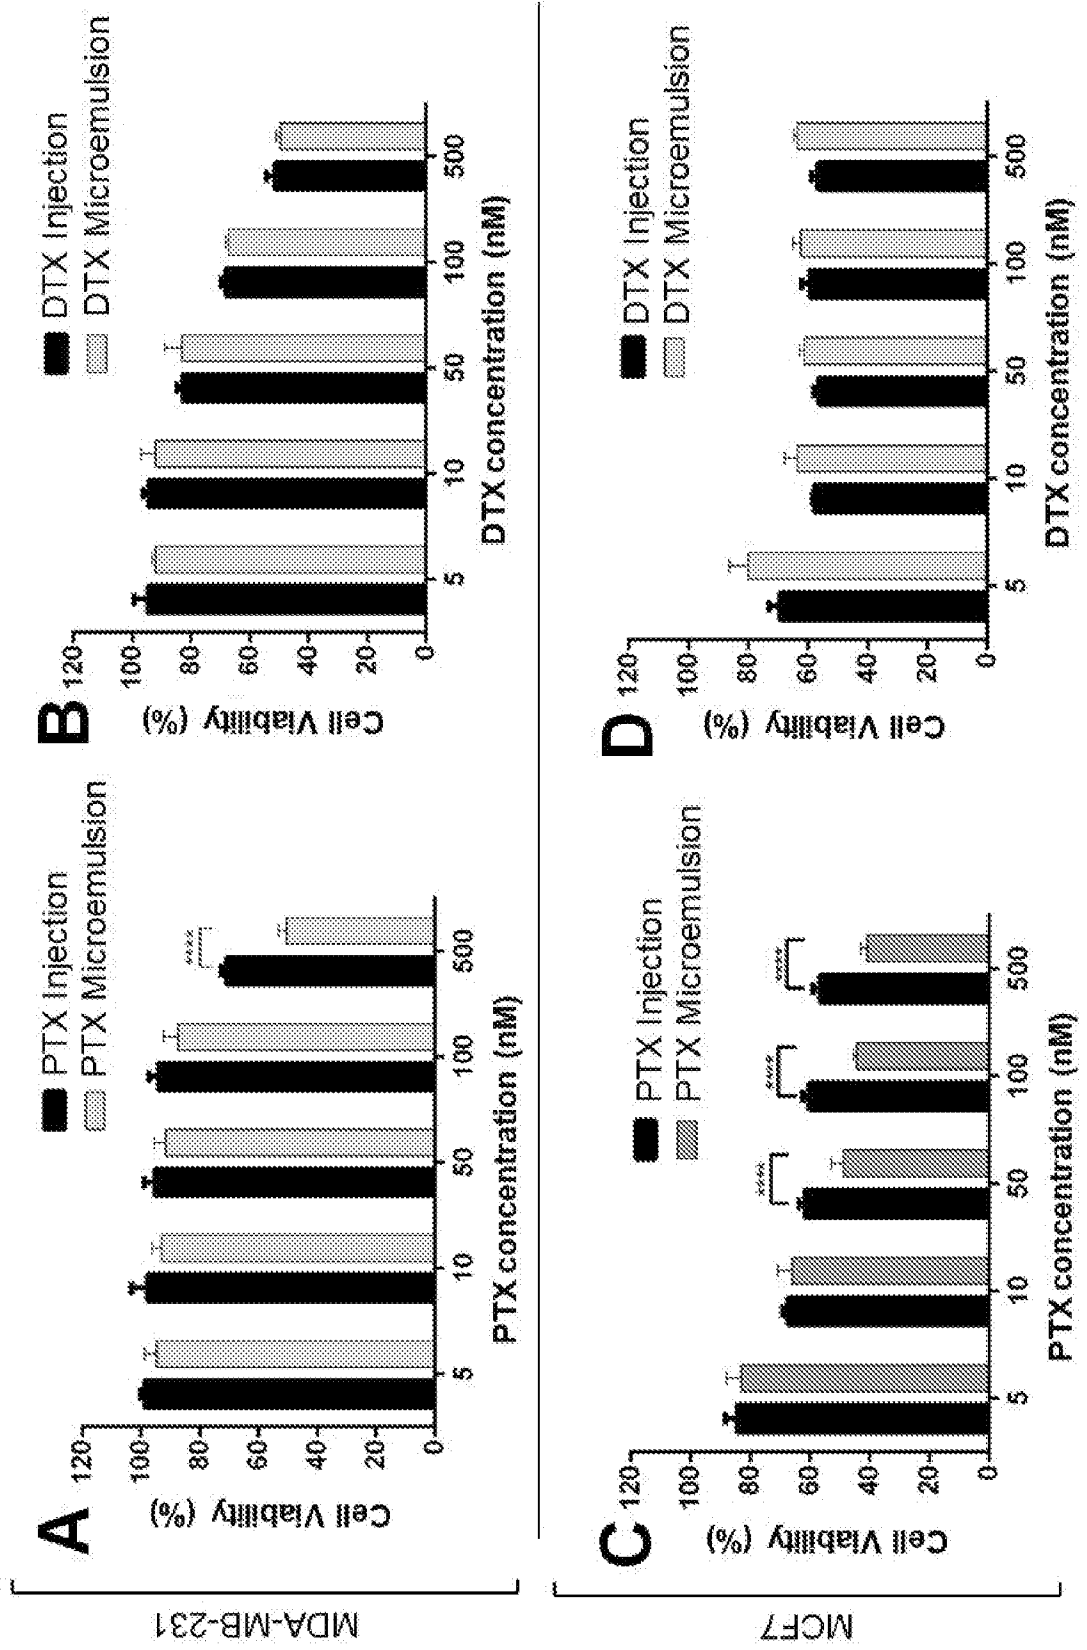 MDA-MB-231
A
PTX Injection
PTX Microemulsion
Cell Viability (%)
120
100
80
60
40
20
0
****
5 10 50 100 500
PTX concentration (nM)
B
DTX Injection
DTX Microemulsion
Cell Viability (%)
120
100
80
60
40
20
0
5 10 50 100 500
DTX concentration (nM)
MCF7
C
PTX Injection
PTX Microemulsion
Cell Viability (%)
120
100
80
60
40
20
0
**** **** ****
5 10 50 100 500
PTX concentration (nM)
D
DTX Injection
DTX Microemulsion
Cell Viability (%)
120
100
80
60
40
20
0
5 10 50 100 500
DTX concentration (nM)